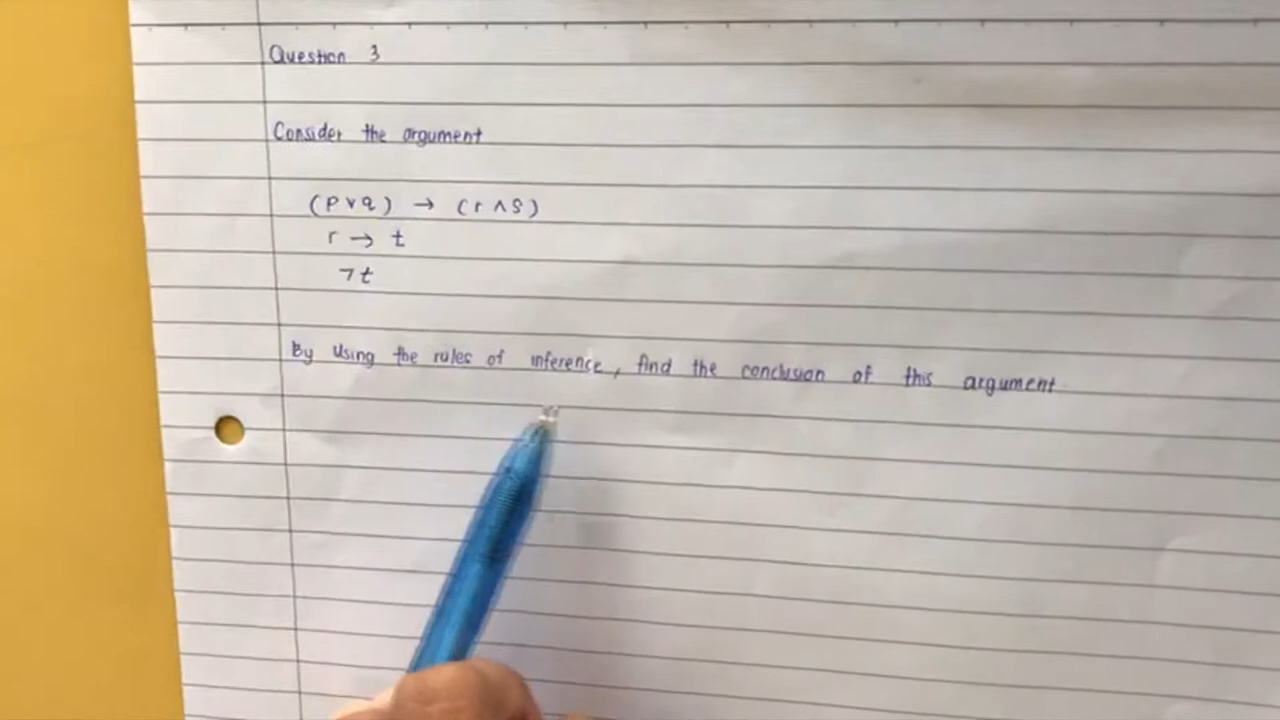 Question 3
Consider the argument
(p ∨ q) → (r ∧ s)
r → t
¬t
By using the rules of inference, find the conclusion of this argument.